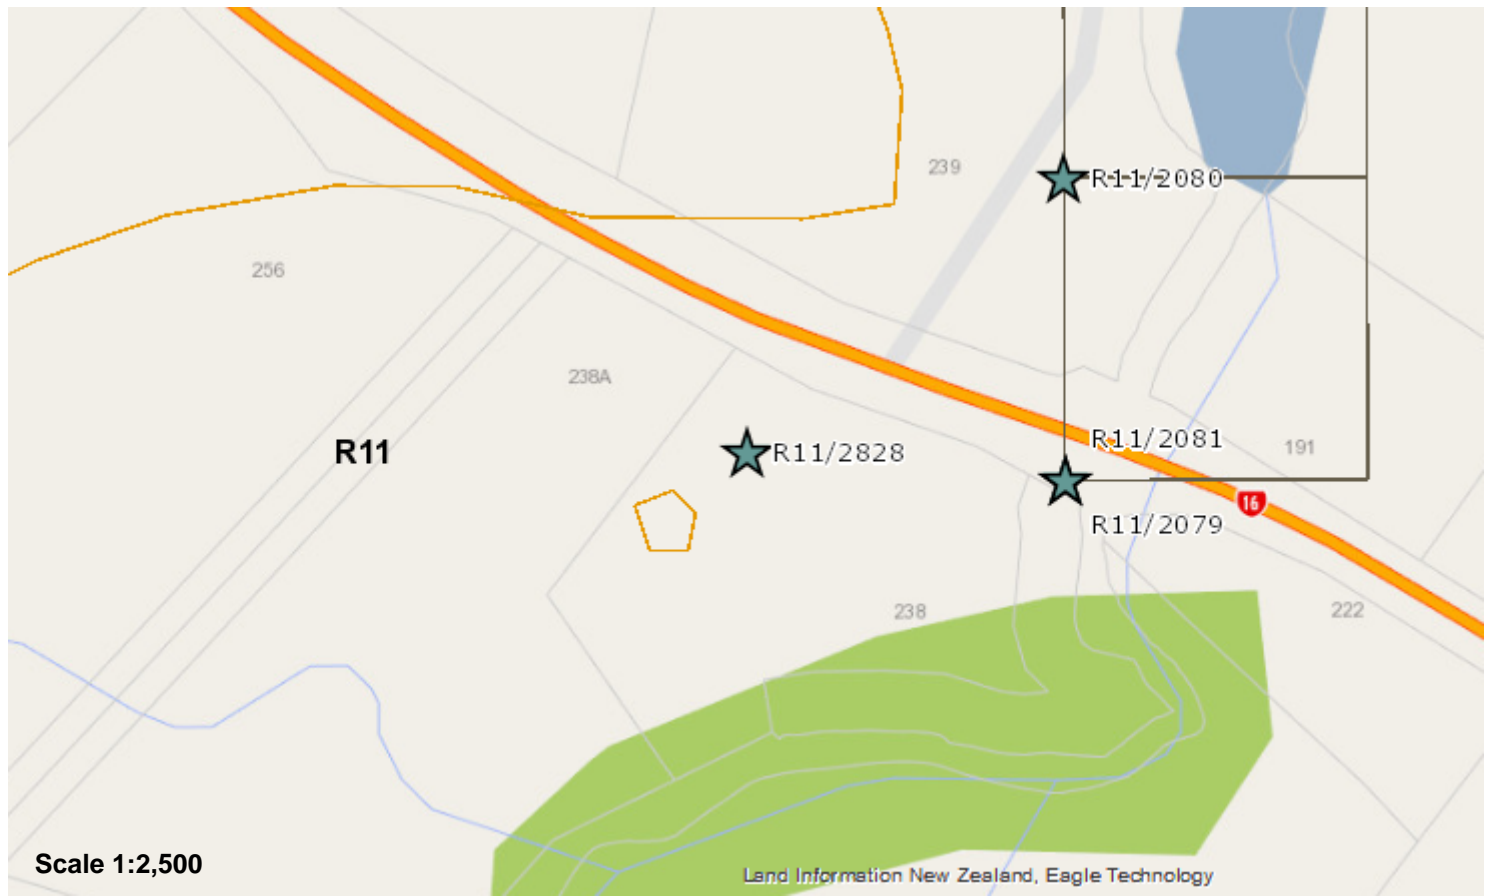 239
R11/2080
256
238A
R11/2081
191
R11
R11/2828
16
R11/2079
238
222
Scale 1:2,500
Land Information New Zealand, Eagle Technology